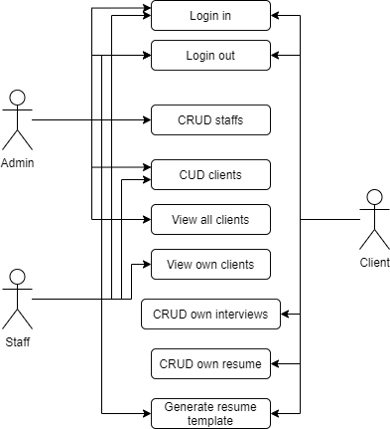 Login in
Login out
Admin
CRUD staffs
CUD clients
View all clients
Client
View own clients
Staff
CRUD own interviews
CRUD own resume
Generate resume
template